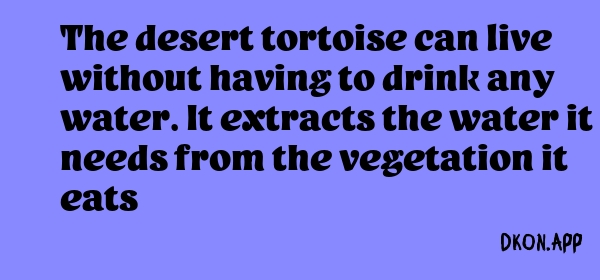 The desert tortoise can live
without having to drink any
water. It extracts the water it
needs from the vegetation it
eats
DKON.APP